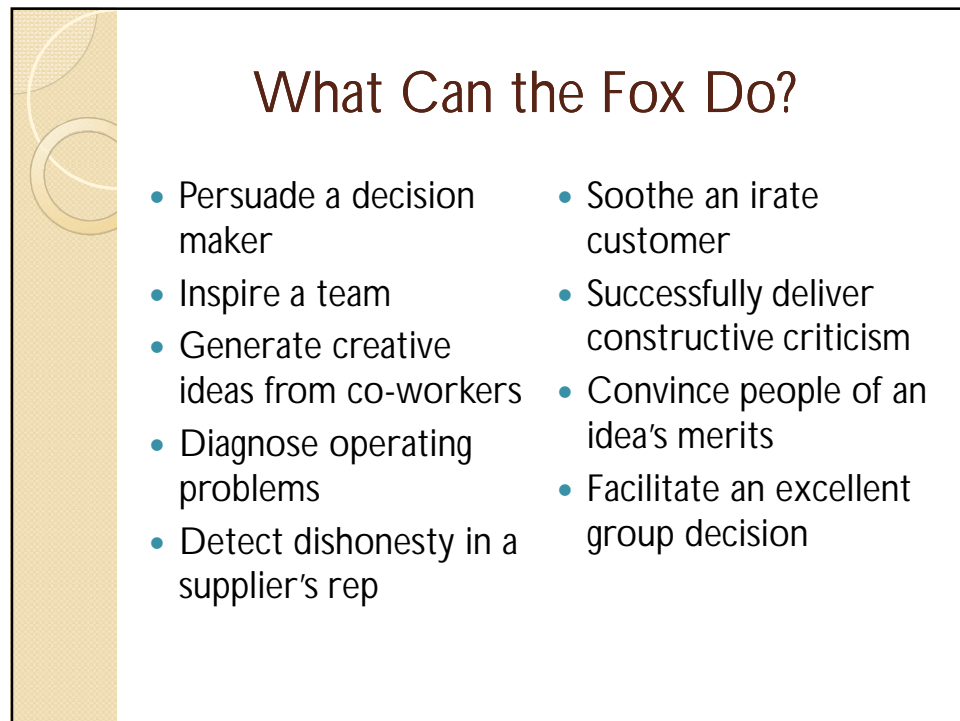 What Can the Fox Do?
• Persuade a decision
maker
• Inspire a team
• Generate creative
ideas from co-workers
• Diagnose operating
problems
• Detect dishonesty in a
supplier's rep
• Soothe an irate
customer
• Successfully deliver
constructive criticism
• Convince people of an
idea's merits
• Facilitate an excellent
group decision